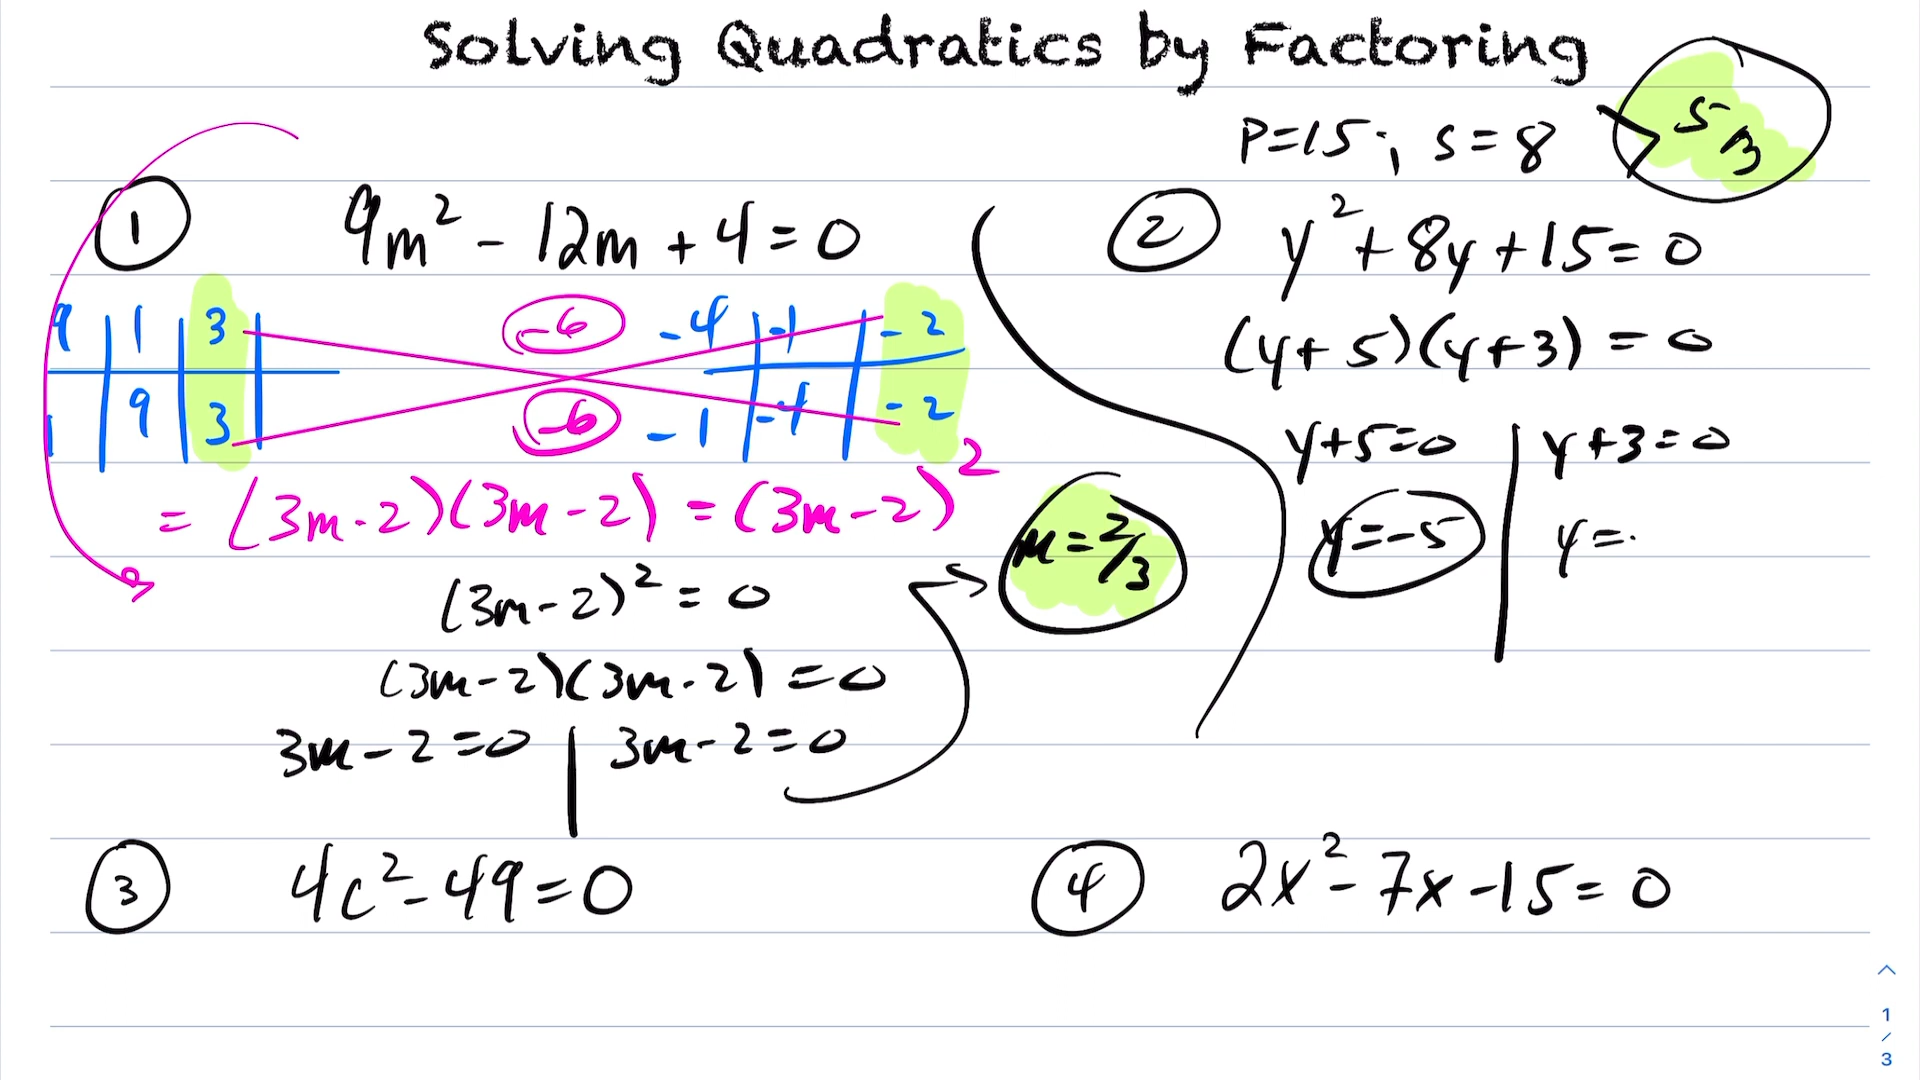 Solving Quadratics by Factoring
P=15; S=8
5
3
① 9m² - 12m + 4 = 0
9 | 1 | 3
1 | 9 | 3
-6
-6
-4 | -1 | -2
-1 | -4 | -2
= (3m-2)(3m-2) = (3m-2)²
(3m-2)² = 0
(3m-2)(3m-2) = 0
3m-2=0 | 3m-2=0
m = 2/3
② y² + 8y + 15 = 0
(y+5)(y+3) = 0
y+5=0 | y+3=0
y=-5 | y=
③ 4c² - 49 = 0
④ 2x² - 7x - 15 = 0
1
/
3